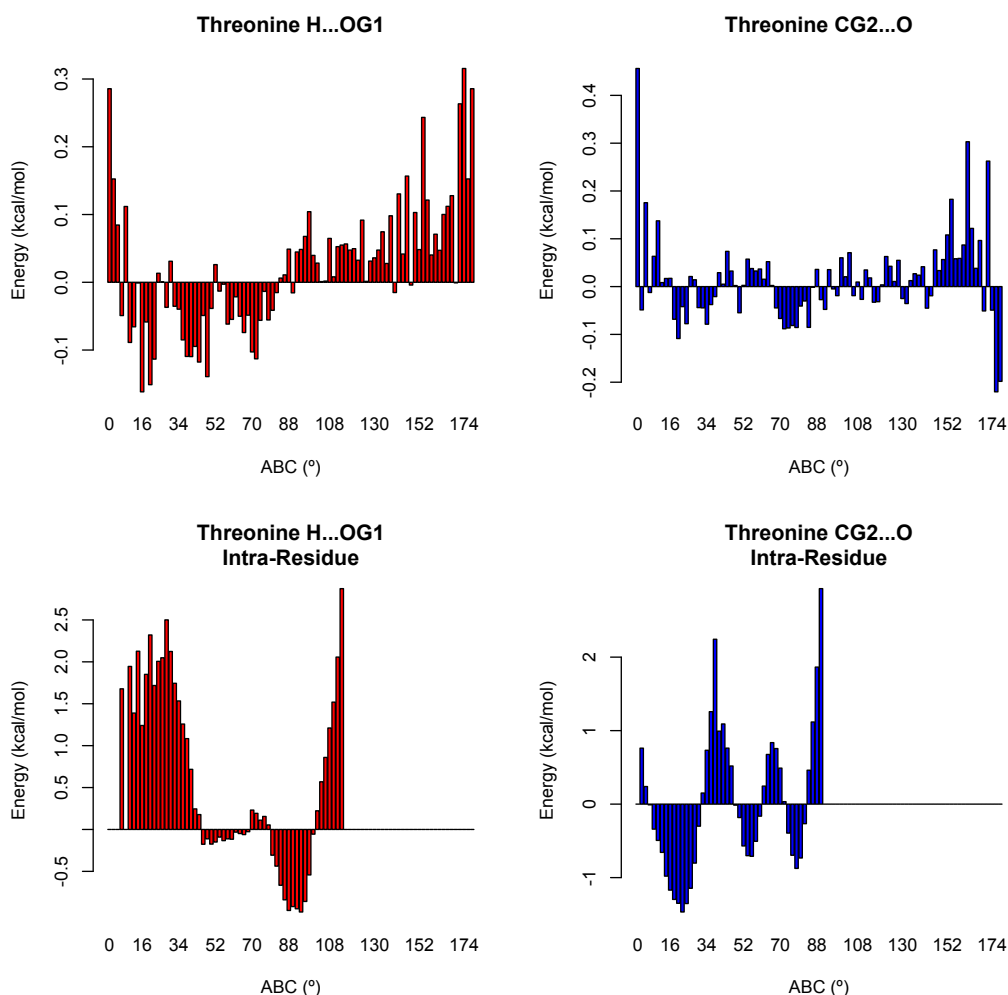 Threonine H...OG1
Energy (kcal/mol)
0.3
0.2
0.1
0.0
-0.1
0 16 34 52 70 88 108 130 152 174
ABC (º)
Threonine CG2...O
Energy (kcal/mol)
0.4
0.3
0.2
0.1
0.0
-0.1
-0.2
0 16 34 52 70 88 108 130 152 174
ABC (º)
Threonine H...OG1
Intra-Residue
Energy (kcal/mol)
2.5
2.0
1.5
1.0
0.5
-0.5
0 16 34 52 70 88 108 130 152 174
ABC (º)
Threonine CG2...O
Intra-Residue
Energy (kcal/mol)
2
1
0
-1
0 16 34 52 70 88 108 130 152 174
ABC (º)